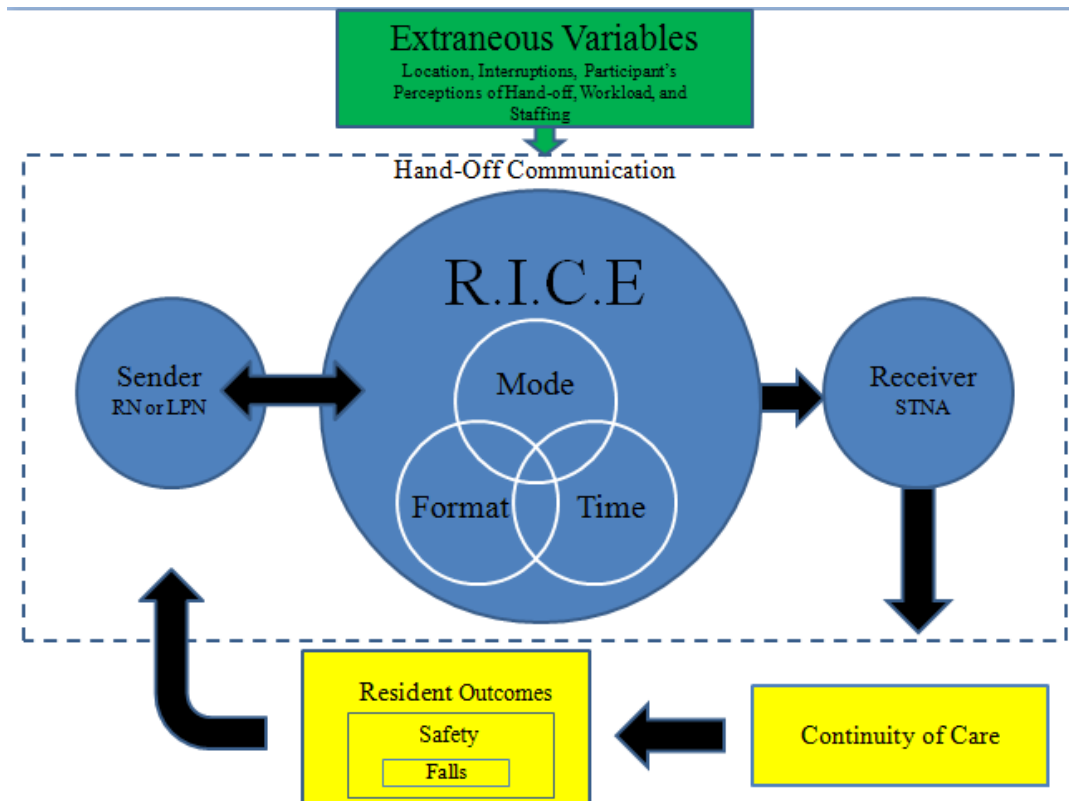 Extraneous Variables
Location, Interruptions, Participant's
Perceptions of Hand-off, Workload, and
Staffing
Hand-Off Communication
R.I.C.E
Mode
Format
Time
Sender
RN or LPN
Receiver
STNA
Resident Outcomes
Safety
Falls
Continuity of Care